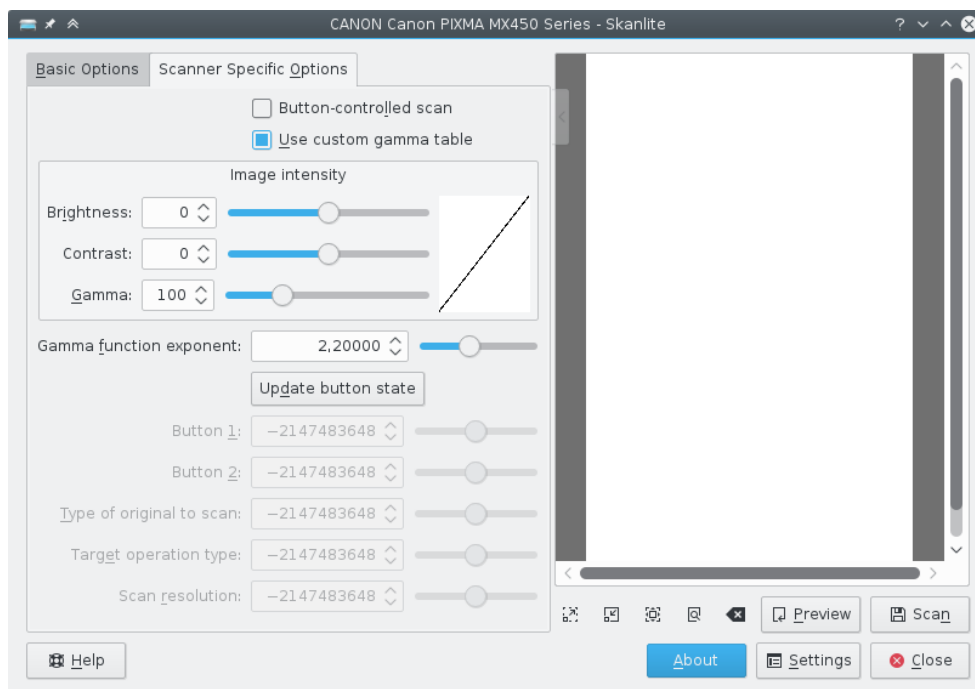 CANON Canon PIXMA MX450 Series - Skanlite
Basic Options Scanner Specific Options
Button-controlled scan
Use custom gamma table
Image intensity
Brightness: 0
Contrast: 0
Gamma: 100
Gamma function exponent: 2,20000
Update button state
Button 1: −2147483648
Button 2: −2147483648
Type of original to scan: −2147483648
Target operation type: −2147483648
Scan resolution: −2147483648
Preview Scan
Help About Settings Close